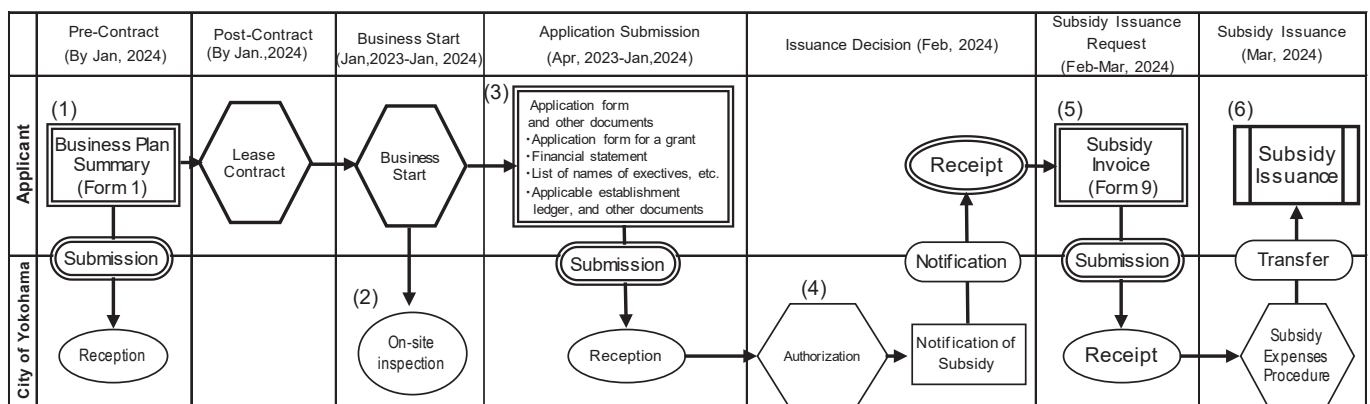 Pre-Contract
(By Jan, 2024)
Post-Contract
(By Jan.,2024)
Business Start
(Jan,2023-Jan, 2024)
Application Submission
(Apr, 2023-Jan,2024)
Issuance Decision (Feb, 2024)
Subsidy Issuance
Request
(Feb-Mar, 2024)
Subsidy Issuance
(Mar, 2024)
Applicant
(1)
Business Plan
Summary
(Form 1)
Lease
Contract
Business
Start
(3)
Application form
and other documents
・Application form for a grant
・Financial statement
・List of names of exectives, etc.
・Applicable establishment
ledger, and other documents
Receipt
(5)
Subsidy
Invoice
(Form 9)
(6)
Subsidy
Issuance
Submission
Submission
Notification
Submission
Transfer
City of Yokohama
Reception
(2)
On-site
inspection
Reception
(4)
Authorization
Notification of
Subsidy
Receipt
Subsidy
Expenses
Procedure